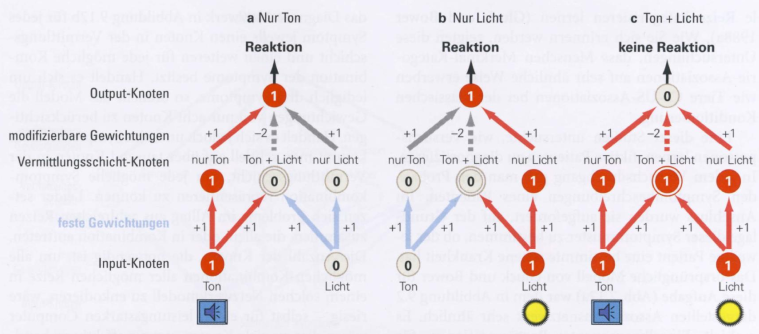 a Nur Ton
b Nur Licht
c Ton + Licht
Reaktion
Reaktion
keine Reaktion
Output-Knoten
1
1
0
modifizierbare Gewichtungen
+1
−2
+1
+1
−2
+1
+1
−2
+1
Vermittlungsschicht-Knoten
nur Ton
Ton + Licht
nur Licht
nur Ton
Ton + Licht
nur Licht
nur Ton
Ton + Licht
nur Licht
1
0
0
0
0
1
1
1
1
feste Gewichtungen
+1
+1
+1
+1
+1
+1
+1
+1
+1
+1
+1
+1
Input-Knoten
1
0
0
1
1
1
Ton
Licht
Ton
Licht
Ton
Licht